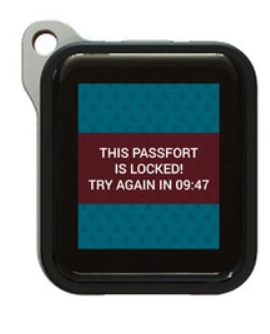 THIS PASSFORT
IS LOCKED!
TRY AGAIN IN 09:47